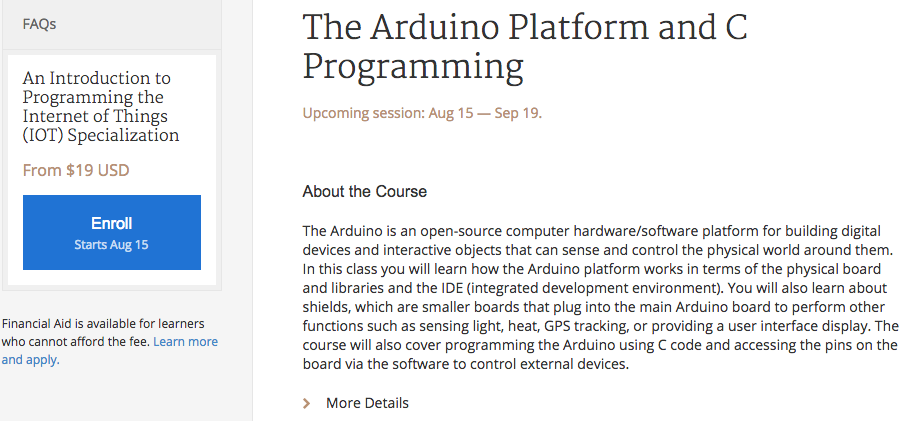 FAQs
An Introduction to
Programming the
Internet of Things
(IOT) Specialization
From $19 USD
Enroll
Starts Aug 15
Financial Aid is available for learners
who cannot afford the fee. Learn more
and apply.
The Arduino Platform and C
Programming
Upcoming session: Aug 15 — Sep 19.
About the Course
The Arduino is an open-source computer hardware/software platform for building digital
devices and interactive objects that can sense and control the physical world around them.
In this class you will learn how the Arduino platform works in terms of the physical board
and libraries and the IDE (integrated development environment). You will also learn about
shields, which are smaller boards that plug into the main Arduino board to perform other
functions such as sensing light, heat, GPS tracking, or providing a user interface display. The
course will also cover programming the Arduino using C code and accessing the pins on the
board via the software to control external devices.
More Details